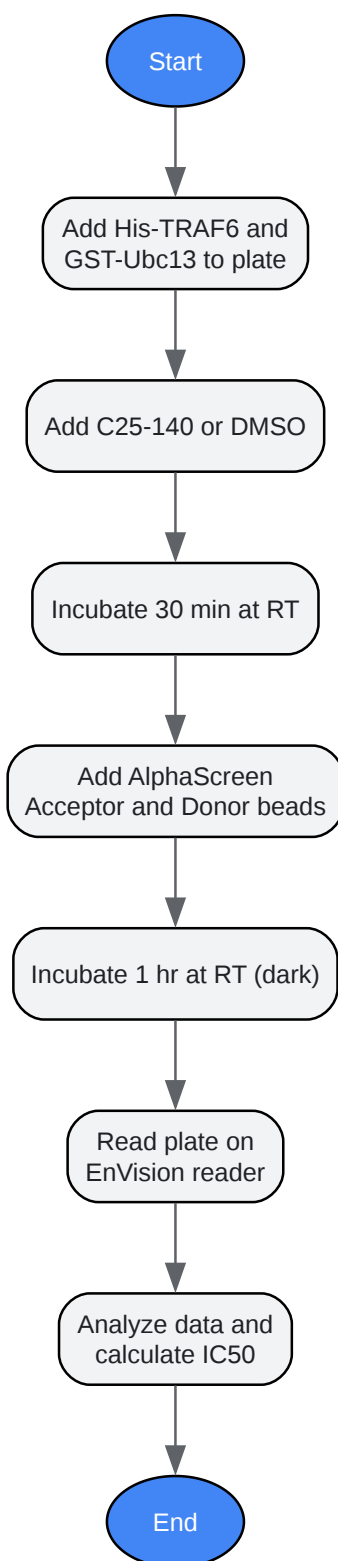 Start
Add His-TRAF6 and
GST-Ubc13 to plate
Add C25-140 or DMSO
Incubate 30 min at RT
Add AlphaScreen
Acceptor and Donor beads
Incubate 1 hr at RT (dark)
Read plate on
EnVision reader
Analyze data and
calculate IC50
End